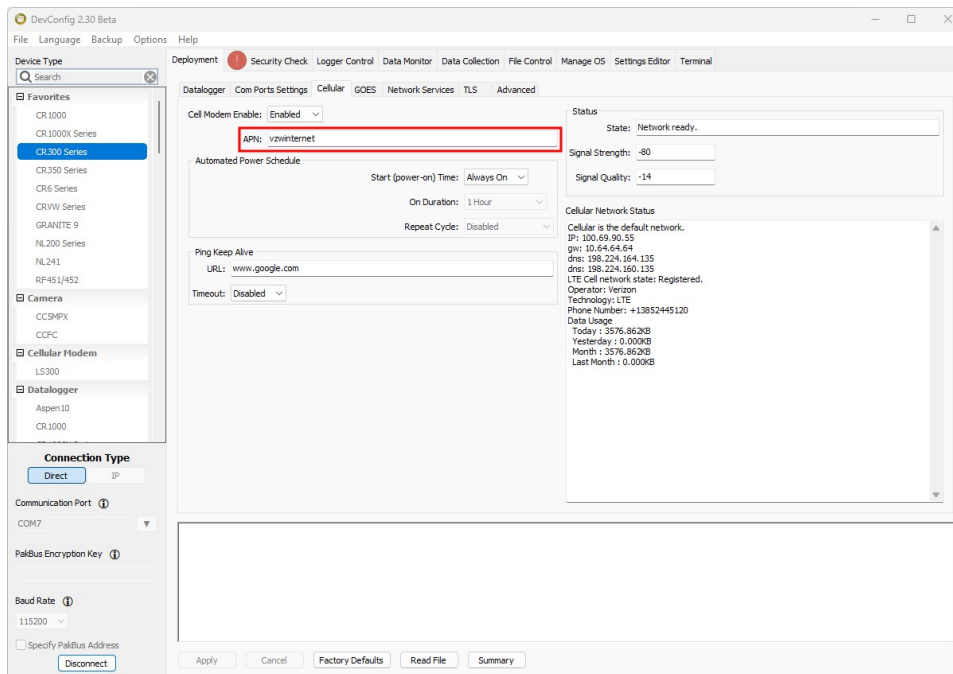 DevConfig 2.30 Beta
File Language Backup Options Help
Device Type
Search
Favorites
CR1000
CR1000X Series
CR300 Series
CR350 Series
CR6 Series
CRVW Series
GRANITE 9
NL200 Series
NL241
RF451/452
Camera
CC5MPX
CCFC
Cellular Modem
LS300
Datalogger
Aspen10
CR1000
Connection Type
Direct IP
Communication Port
COM7
PakBus Encryption Key
Baud Rate
115200
Specify PakBus Address
Disconnect
Deployment Security Check Logger Control Data Monitor Data Collection File Control Manage OS Settings Editor Terminal
Datalogger Com Ports Settings Cellular GOES Network Services TLS Advanced
Cell Modem Enable: Enabled
APN: vzwinternet
Automated Power Schedule
Start (power-on) Time: Always On
On Duration: 1 Hour
Repeat Cycle: Disabled
Ping Keep Alive
URL: www.google.com
Timeout: Disabled
Status
State: Network ready.
Signal Strength: -80
Signal Quality: -14
Cellular Network Status
Cellular is the default network.
IP: 100.69.90.55
gw: 10.64.64.64
dns: 198.224.164.135
dns: 198.224.160.135
LTE Cell network state: Registered.
Operator: Verizon
Technology: LTE
Phone Number: +13852445120
Data Usage
Today : 3576.862KB
Yesterday : 0.000KB
Month : 3576.862KB
Last Month : 0.000KB
Apply Cancel Factory Defaults Read File Summary